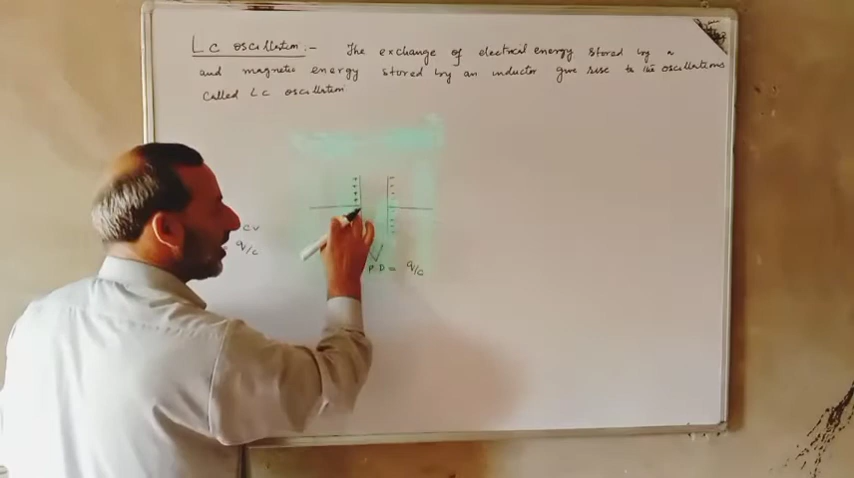 Lc oscillation :- The exchange of electrical energy stored by a
and magnetic energy stored by an inductor give rise to the oscillations
called Lc oscillation
cv
q/c
P D = q/c